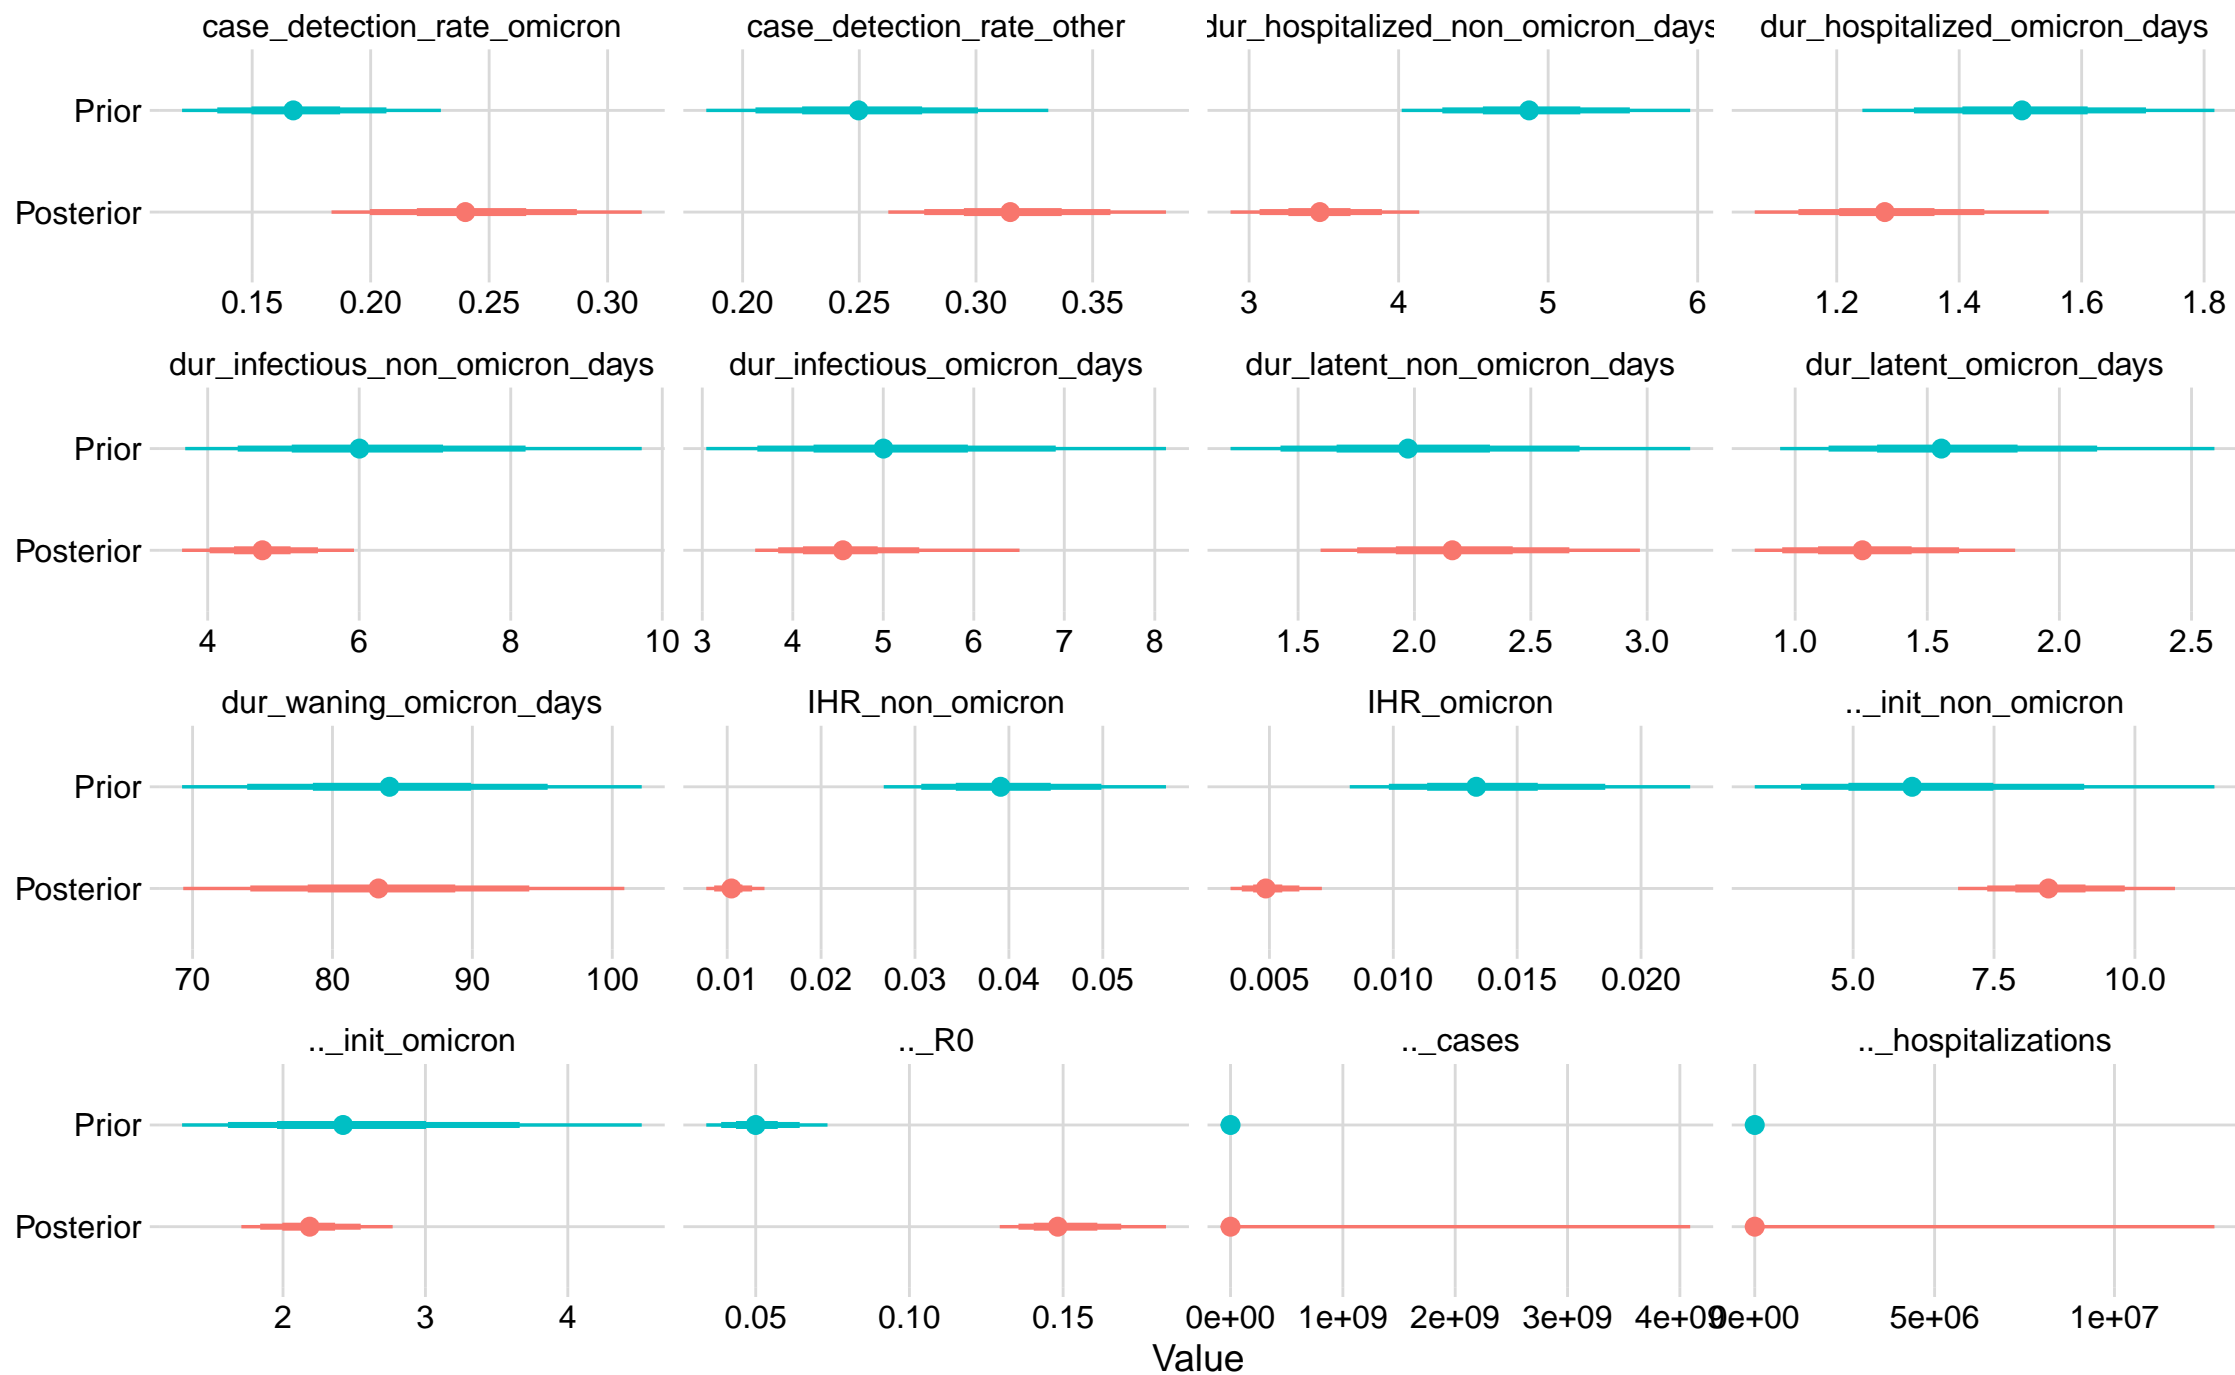 case_detection_rate_omicron case_detection_rate_other dur_hospitalized_non_omicron_days dur_hospitalized_omicron_days
Prior
Posterior
0.15 0.20 0.25 0.30 0.20 0.25 0.30 0.35 3 4 5 6 1.2 1.4 1.6 1.8
dur_infectious_non_omicron_days dur_infectious_omicron_days dur_latent_non_omicron_days dur_latent_omicron_days
Prior
Posterior
4 6 8 10 3 4 5 6 7 8 1.5 2.0 2.5 3.0 1.0 1.5 2.0 2.5
dur_waning_omicron_days IHR_non_omicron IHR_omicron .._init_non_omicron
Prior
Posterior
70 80 90 100 0.01 0.02 0.03 0.04 0.05 0.005 0.010 0.015 0.020 5.0 7.5 10.0
.._init_omicron .._R0 .._cases .._hospitalizations
Prior
Posterior
2 3 4 0.05 0.10 0.15 0e+00 1e+09 2e+09 3e+09 4e+09 0e+00 5e+06 1e+07
Value